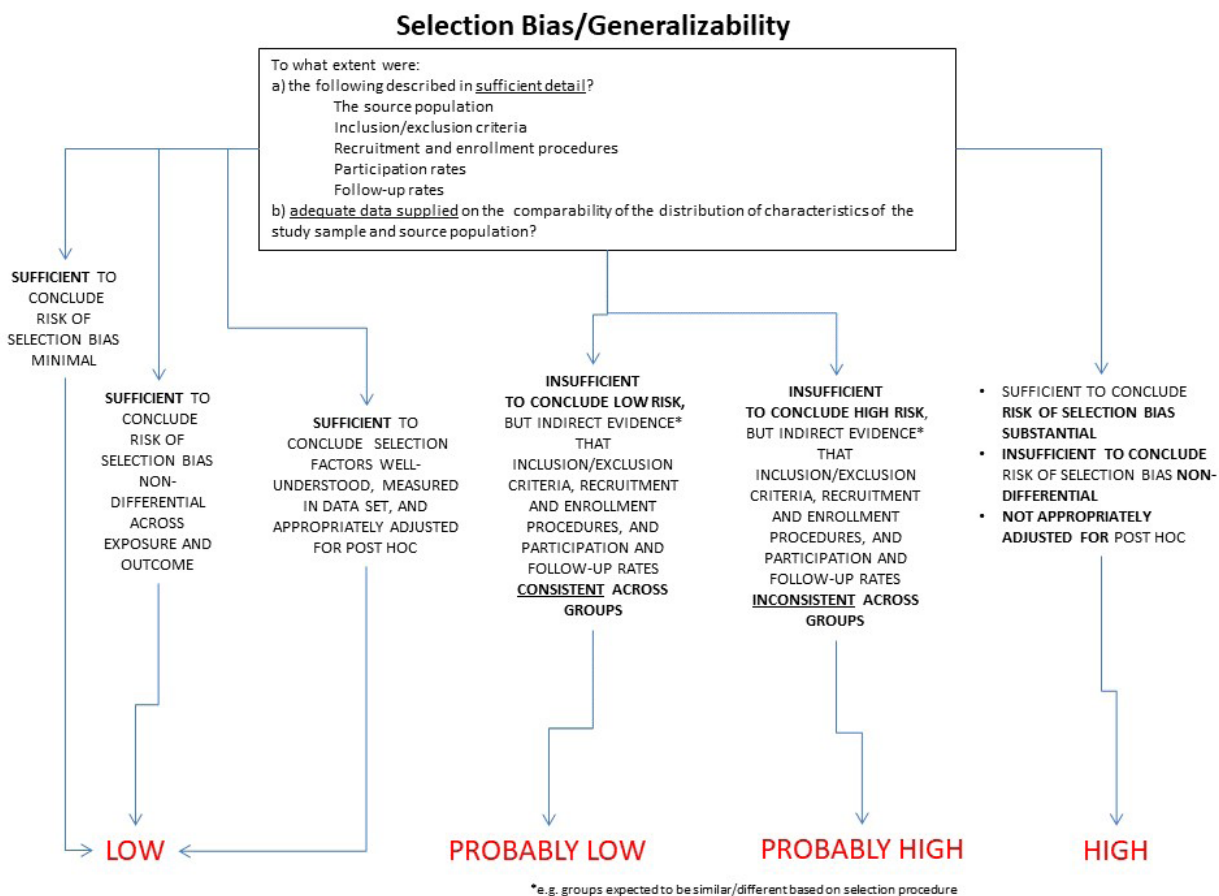 Selection Bias/Generalizability
To what extent were:
a) the following described in sufficient detail?
The source population
Inclusion/exclusion criteria
Recruitment and enrollment procedures
Participation rates
Follow-up rates
b) adequate data supplied on the comparability of the distribution of characteristics of the
study sample and source population?
SUFFICIENT TO
CONCLUDE
RISK OF
SELECTION BIAS
MINIMAL
SUFFICIENT TO
CONCLUDE
RISK OF
SELECTION BIAS
NON-
DIFFERENTIAL
ACROSS
EXPOSURE AND
OUTCOME
SUFFICIENT TO
CONCLUDE SELECTION
FACTORS WELL-
UNDERSTOOD, MEASURED
IN DATA SET, AND
APPROPRIATELY ADJUSTED
FOR POST HOC
INSUFFICIENT
TO CONCLUDE LOW RISK,
BUT INDIRECT EVIDENCE*
THAT
INCLUSION/EXCLUSION
CRITERIA, RECRUITMENT
AND ENROLLMENT
PROCEDURES, AND
PARTICIPATION AND
FOLLOW-UP RATES
CONSISTENT ACROSS
GROUPS
INSUFFICIENT
TO CONCLUDE HIGH RISK,
BUT INDIRECT EVIDENCE*
THAT
INCLUSION/EXCLUSION
CRITERIA, RECRUITMENT
AND ENROLLMENT
PROCEDURES, AND
PARTICIPATION AND
FOLLOW-UP RATES
INCONSISTENT ACROSS
GROUPS
• SUFFICIENT TO CONCLUDE
RISK OF SELECTION BIAS
SUBSTANTIAL
• INSUFFICIENT TO CONCLUDE
RISK OF SELECTION BIAS NON-
DIFFERENTIAL
• NOT APPROPRIATELY
ADJUSTED FOR POST HOC
LOW
PROBABLY LOW
PROBABLY HIGH
HIGH
*e.g. groups expected to be similar/different based on selection procedure